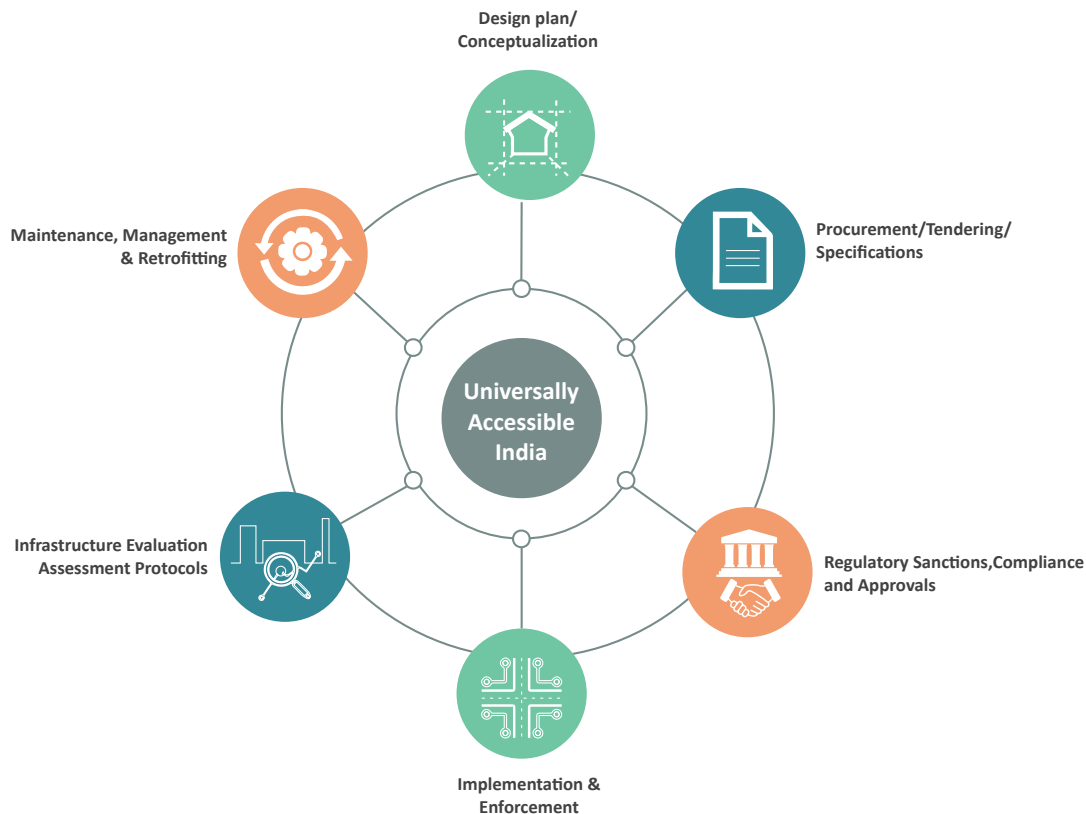 Design plan/
Conceptualization
Procurement/Tendering/
Specifications
Regulatory Sanctions,Compliance
and Approvals
Implementation &
Enforcement
Infrastructure Evaluation
Assessment Protocols
Maintenance, Management
& Retrofitting
Universally
Accessible
India